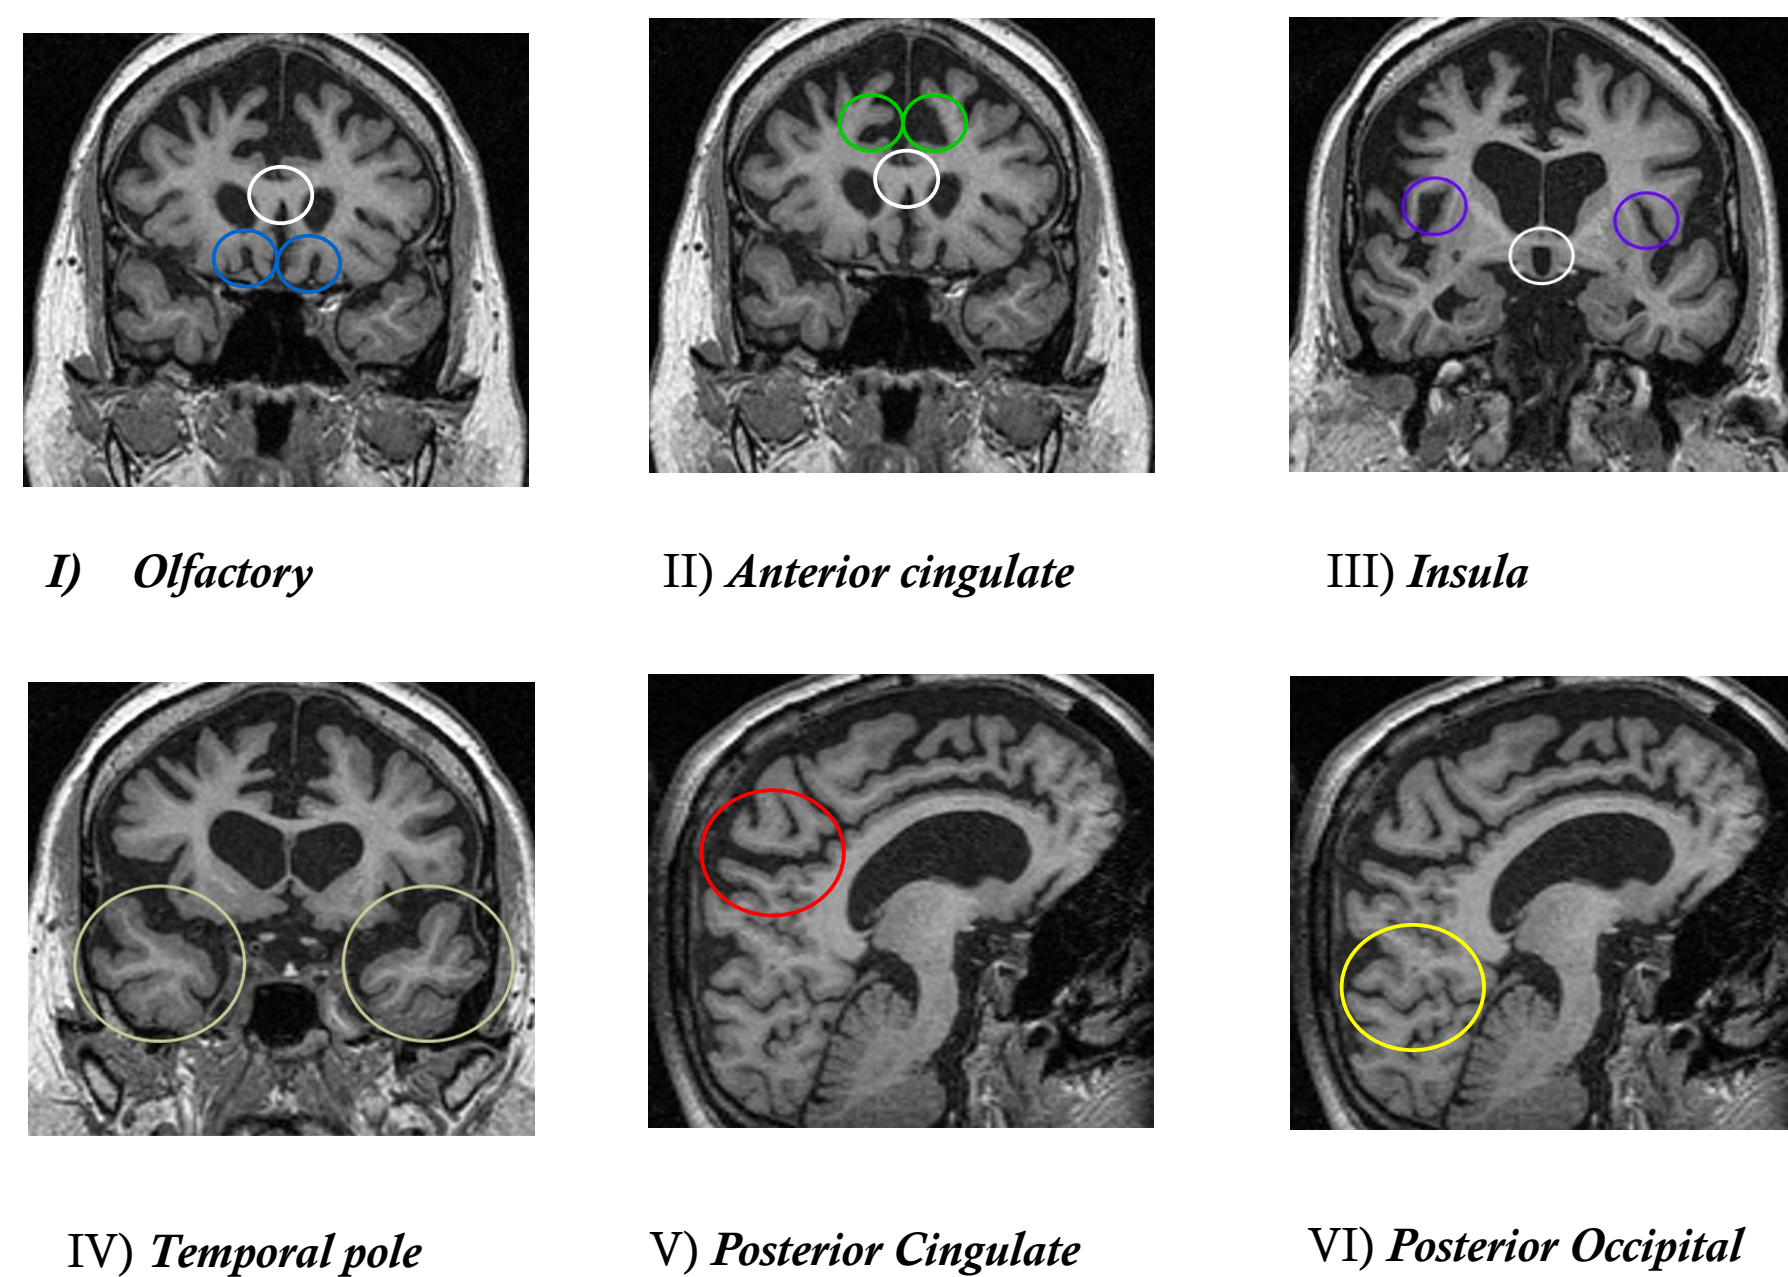 I) Olfactory
II) Anterior cingulate
III) Insula
IV) Temporal pole
V) Posterior Cingulate
VI) Posterior Occipital